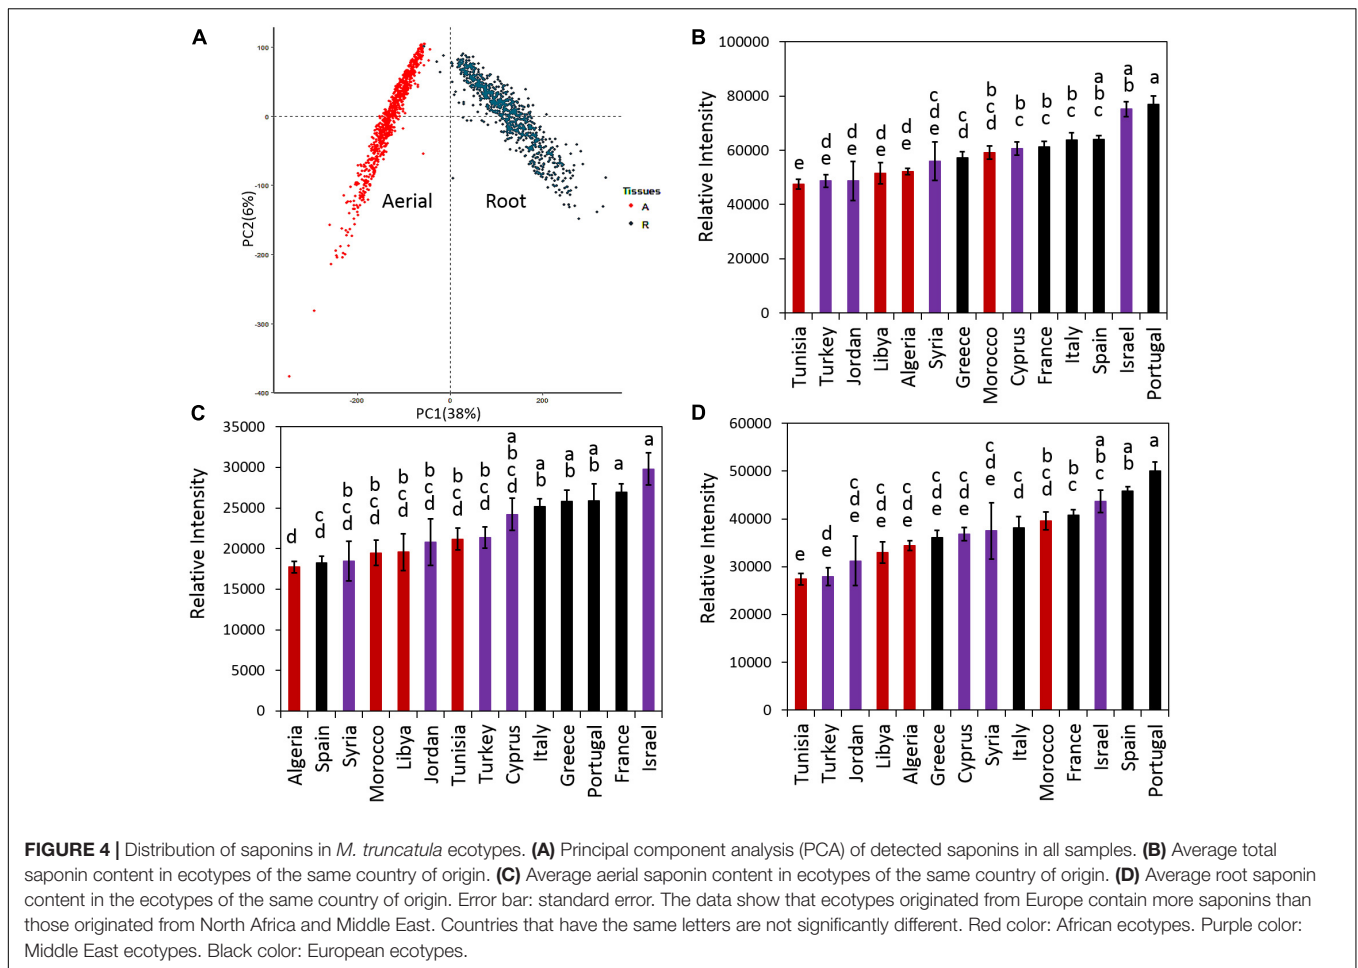 A
100
0
-100
-200
-300
-400
PC2(6%)
Aerial
Root
Tissues
A
R
-200
0
200
PC1(38%)
B
Relative Intensity
100000
80000
60000
40000
20000
0
e
d e
d e
d e
d e
c d e
c d
b c d
b c
b c
b c
a b c
a b
a
Tunisia
Turkey
Jordan
Libya
Algeria
Syria
Greece
Morocco
Cyprus
France
Italy
Spain
Israel
Portugal
C
Relative Intensity
35000
30000
25000
20000
15000
10000
5000
0
d
c d
b c d
b c d
b c d
b c d
b c d
b c d
a b c d
a b
a b
a b
a
a
Algeria
Spain
Syria
Morocco
Libya
Jordan
Tunisia
Turkey
Cyprus
Italy
Greece
Portugal
France
Israel
D
Relative Intensity
60000
50000
40000
30000
20000
10000
0
e
d e
c d e
c d e
c d e
c d e
c d e
c d e
c d
b c d
b c
a b c
a b
a
Tunisia
Turkey
Jordan
Libya
Algeria
Greece
Cyprus
Syria
Italy
Morocco
France
Israel
Spain
Portugal
FIGURE 4 | Distribution of saponins in M. truncatula ecotypes. (A) Principal component analysis (PCA) of detected saponins in all samples. (B) Average total
saponin content in ecotypes of the same country of origin. (C) Average aerial saponin content in ecotypes of the same country of origin. (D) Average root saponin
content in the ecotypes of the same country of origin. Error bar: standard error. The data show that ecotypes originated from Europe contain more saponins than
those originated from North Africa and Middle East. Countries that have the same letters are not significantly different. Red color: African ecotypes. Purple color:
Middle East ecotypes. Black color: European ecotypes.